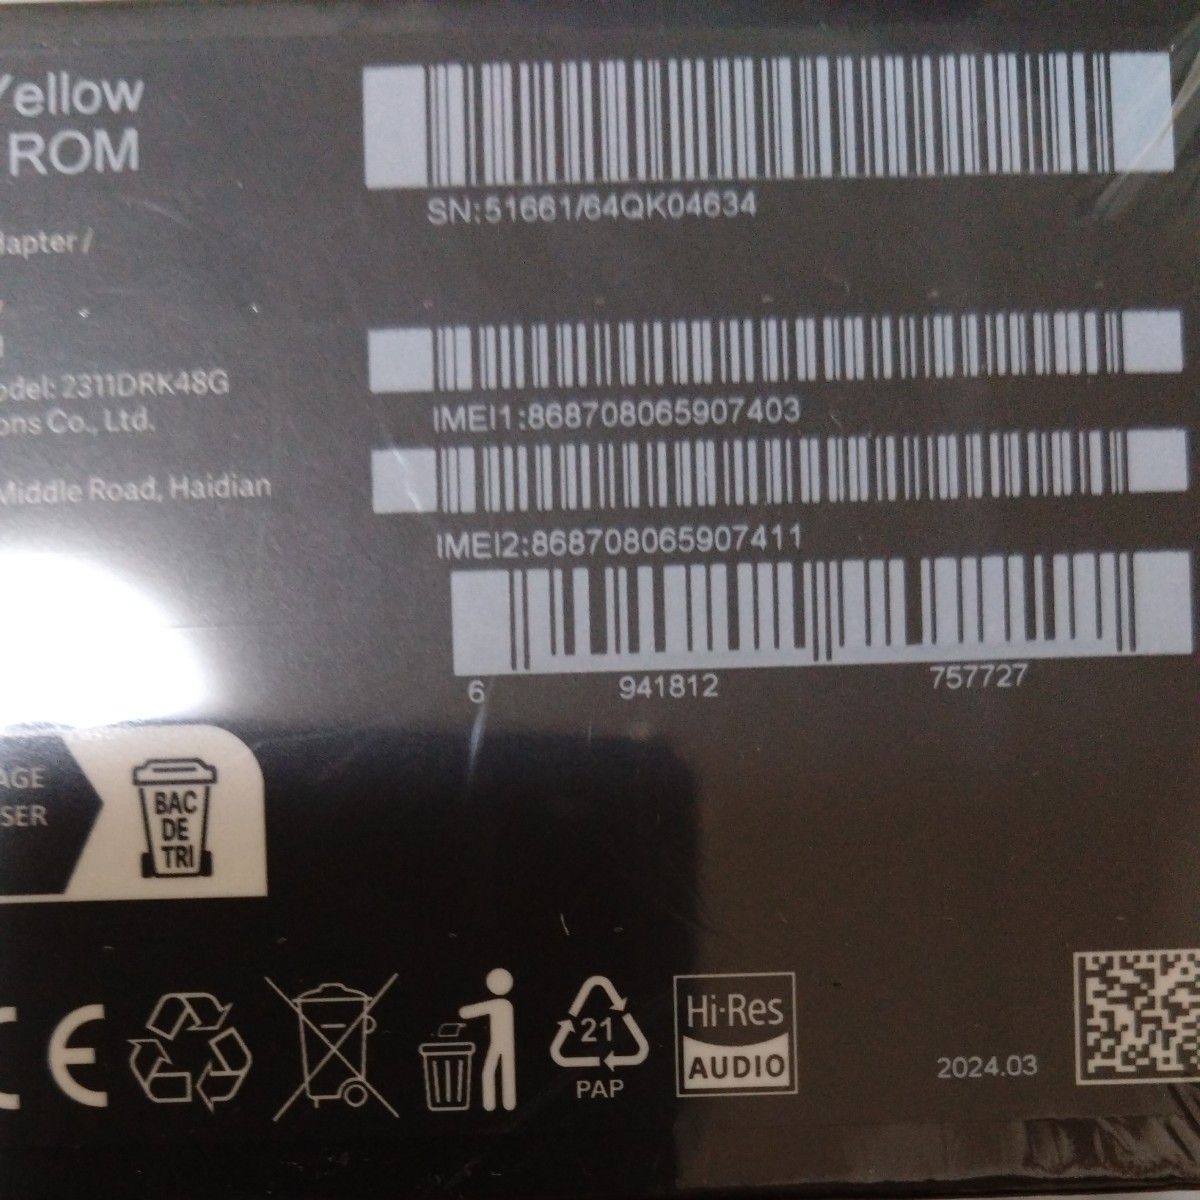 Yellow
ROM
dapter /
odel: 2311DRK48G
ons Co., Ltd.
Middle Road, Haidian
SN:51661/64QK04634
IMEI1:868708065907403
IMEI2:868708065907411
6 941812 757727
AGE
SER
BAC
DE
TRI
CE
21
PAP
Hi-Res
AUDIO
2024.03